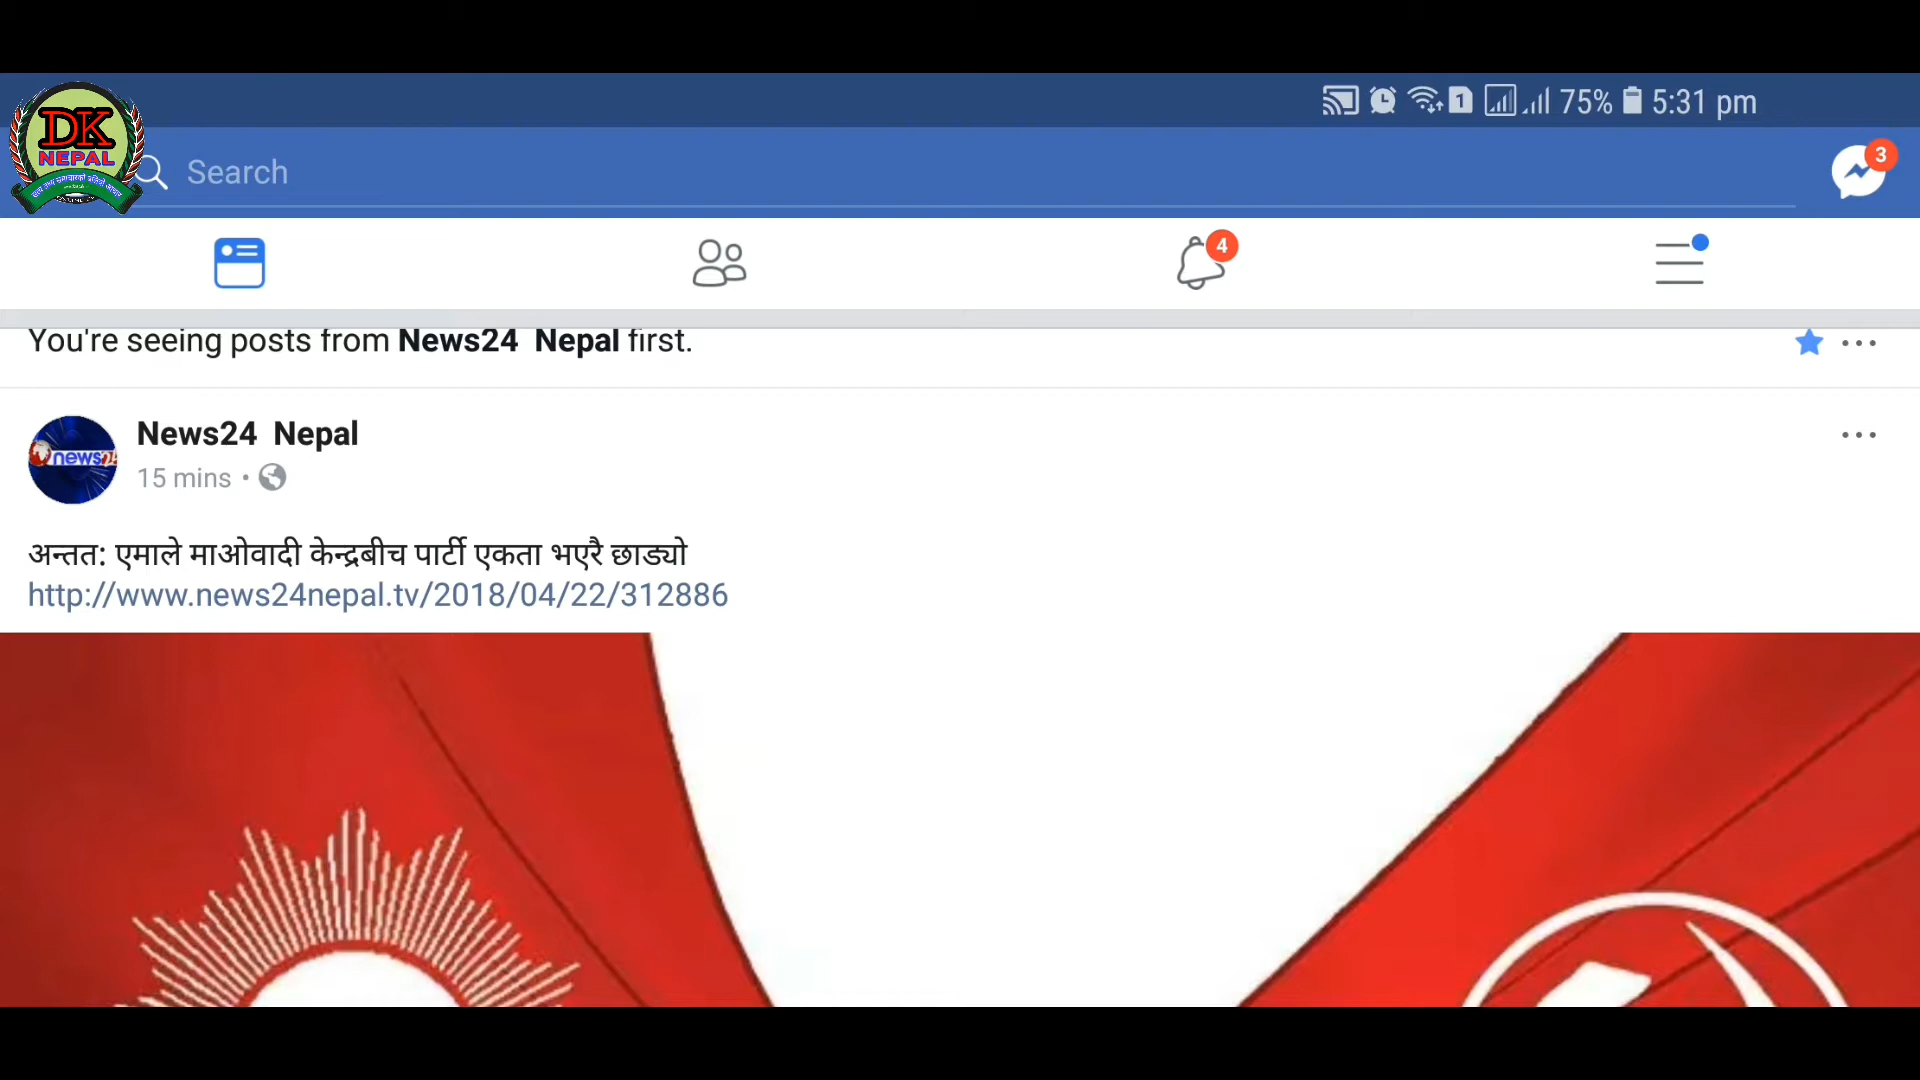 75% 5:31 pm
DK
NEPAL
Search
3
4
You're seeing posts from News24 Nepal first.
News24 Nepal
news24
15 mins •
अन्तत: एमाले माओवादी केन्द्रबीच पार्टी एकता भएरै छाड्यो
http://www.news24nepal.tv/2018/04/22/312886